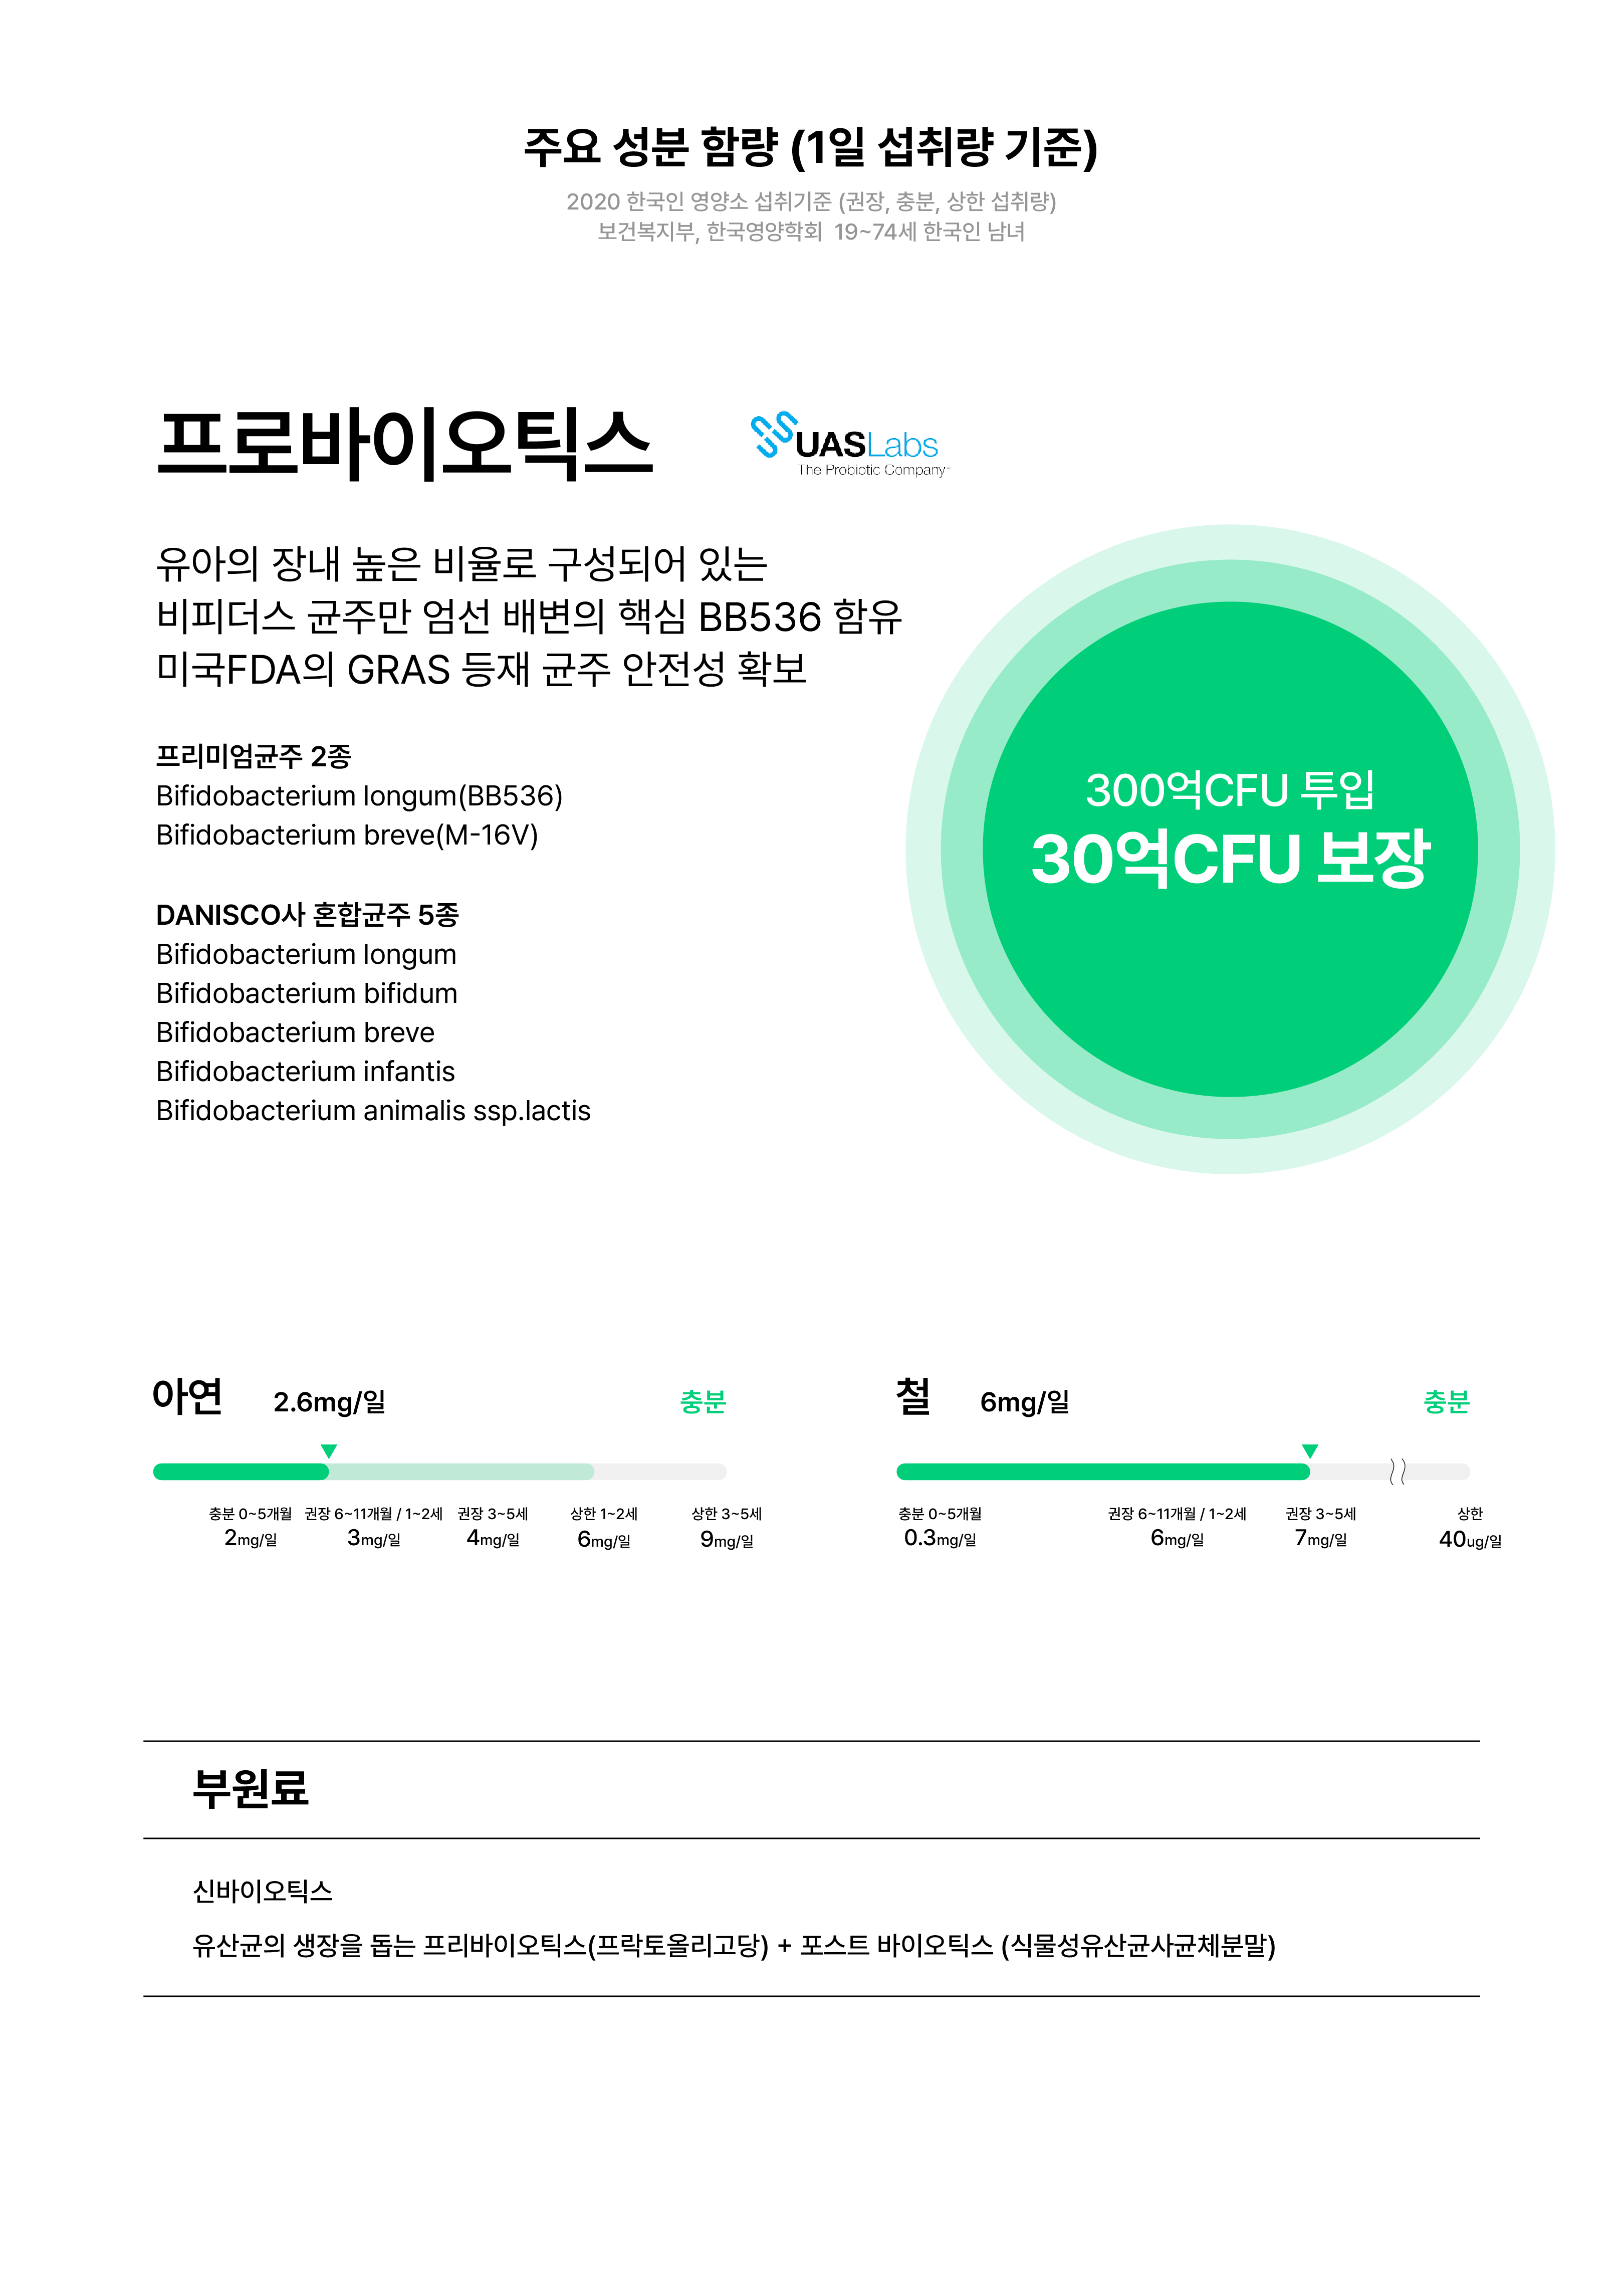 주요 성분 함량 (1일 섭취량 기준)
2020 한국인 영양소 섭취기준 (권장, 충분, 상한 섭취량)
보건복지부, 한국영양학회 19~74세 한국인 남녀
프로바이오틱스
UASLabs
The Probiotic Company
유아의 장내 높은 비율로 구성되어 있는
비피더스 균주만 엄선 배변의 핵심 BB536 함유
미국FDA의 GRAS 등재 균주 안전성 확보
프리미엄균주 2종
Bifidobacterium longum(BB536)
Bifidobacterium breve(M-16V)
DANISCO사 혼합균주 5종
Bifidobacterium longum
Bifidobacterium bifidum
Bifidobacterium breve
Bifidobacterium infantis
Bifidobacterium animalis ssp.lactis
300억CFU 투입
30억CFU 보장
아연 2.6mg/일 충분
충분 0~5개월 권장 6~11개월 / 1~2세 권장 3~5세 상한 1~2세 상한 3~5세
2mg/일 3mg/일 4mg/일 6mg/일 9mg/일
철 6mg/일 충분
충분 0~5개월 권장 6~11개월 / 1~2세 권장 3~5세 상한
0.3mg/일 6mg/일 7mg/일 40ug/일
부원료
신바이오틱스
유산균의 생장을 돕는 프리바이오틱스(프락토올리고당) + 포스트 바이오틱스 (식물성유산균사균체분말)